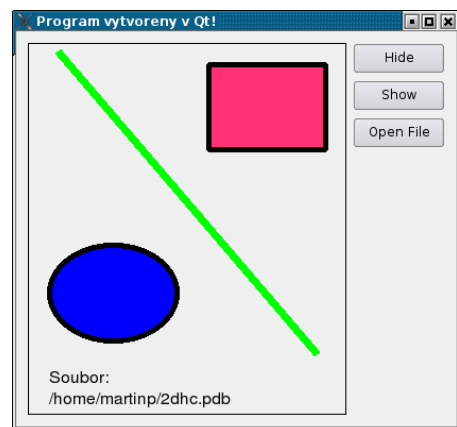 Program vytvoreny v Qt!
Hide
Show
Open File
Soubor:
/home/martinp/2dhc.pdb